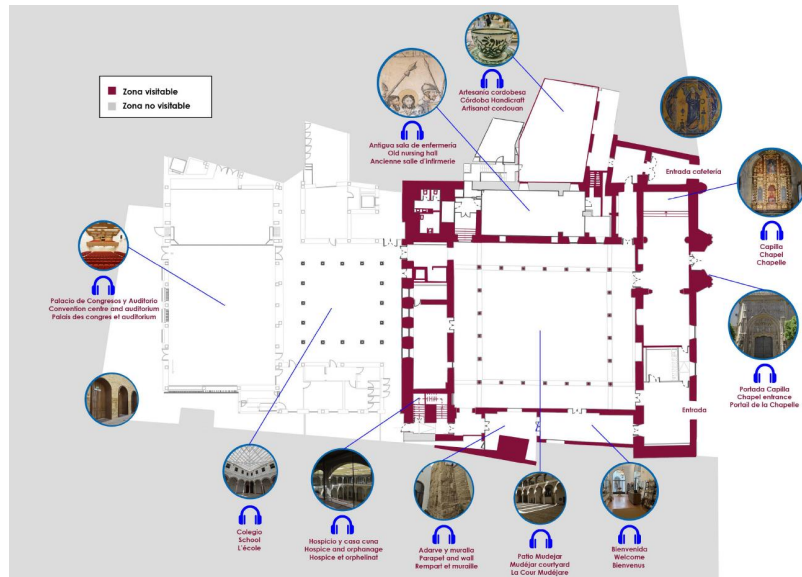 Artesanía cordobesa
Córdoba Handicraft
Artisanat cordouan
Zona visitable
Zona no visitable
Antigua sala de enfermería
Old nursing hall
Ancienne salle d'infirmerie
Entrada cafetería
Capilla
Chapel
Chapelle
Palacio de Congresos y Auditorio
Convention centre and auditorium
Palais des congres et auditorium
Portada Capilla
Chapel entrance
Portail de la Chapelle
Entrada
Colegio
School
L'école
Hospicio y casa cuna
Hospice and orphanage
Hospice et orphelinat
Adarve y muralla
Parapet and wall
Rempart et muraille
Patio Mudejar
Mudéjar courtyard
La Cour Mudéjare
Bienvenida
Welcome
Bienvenus